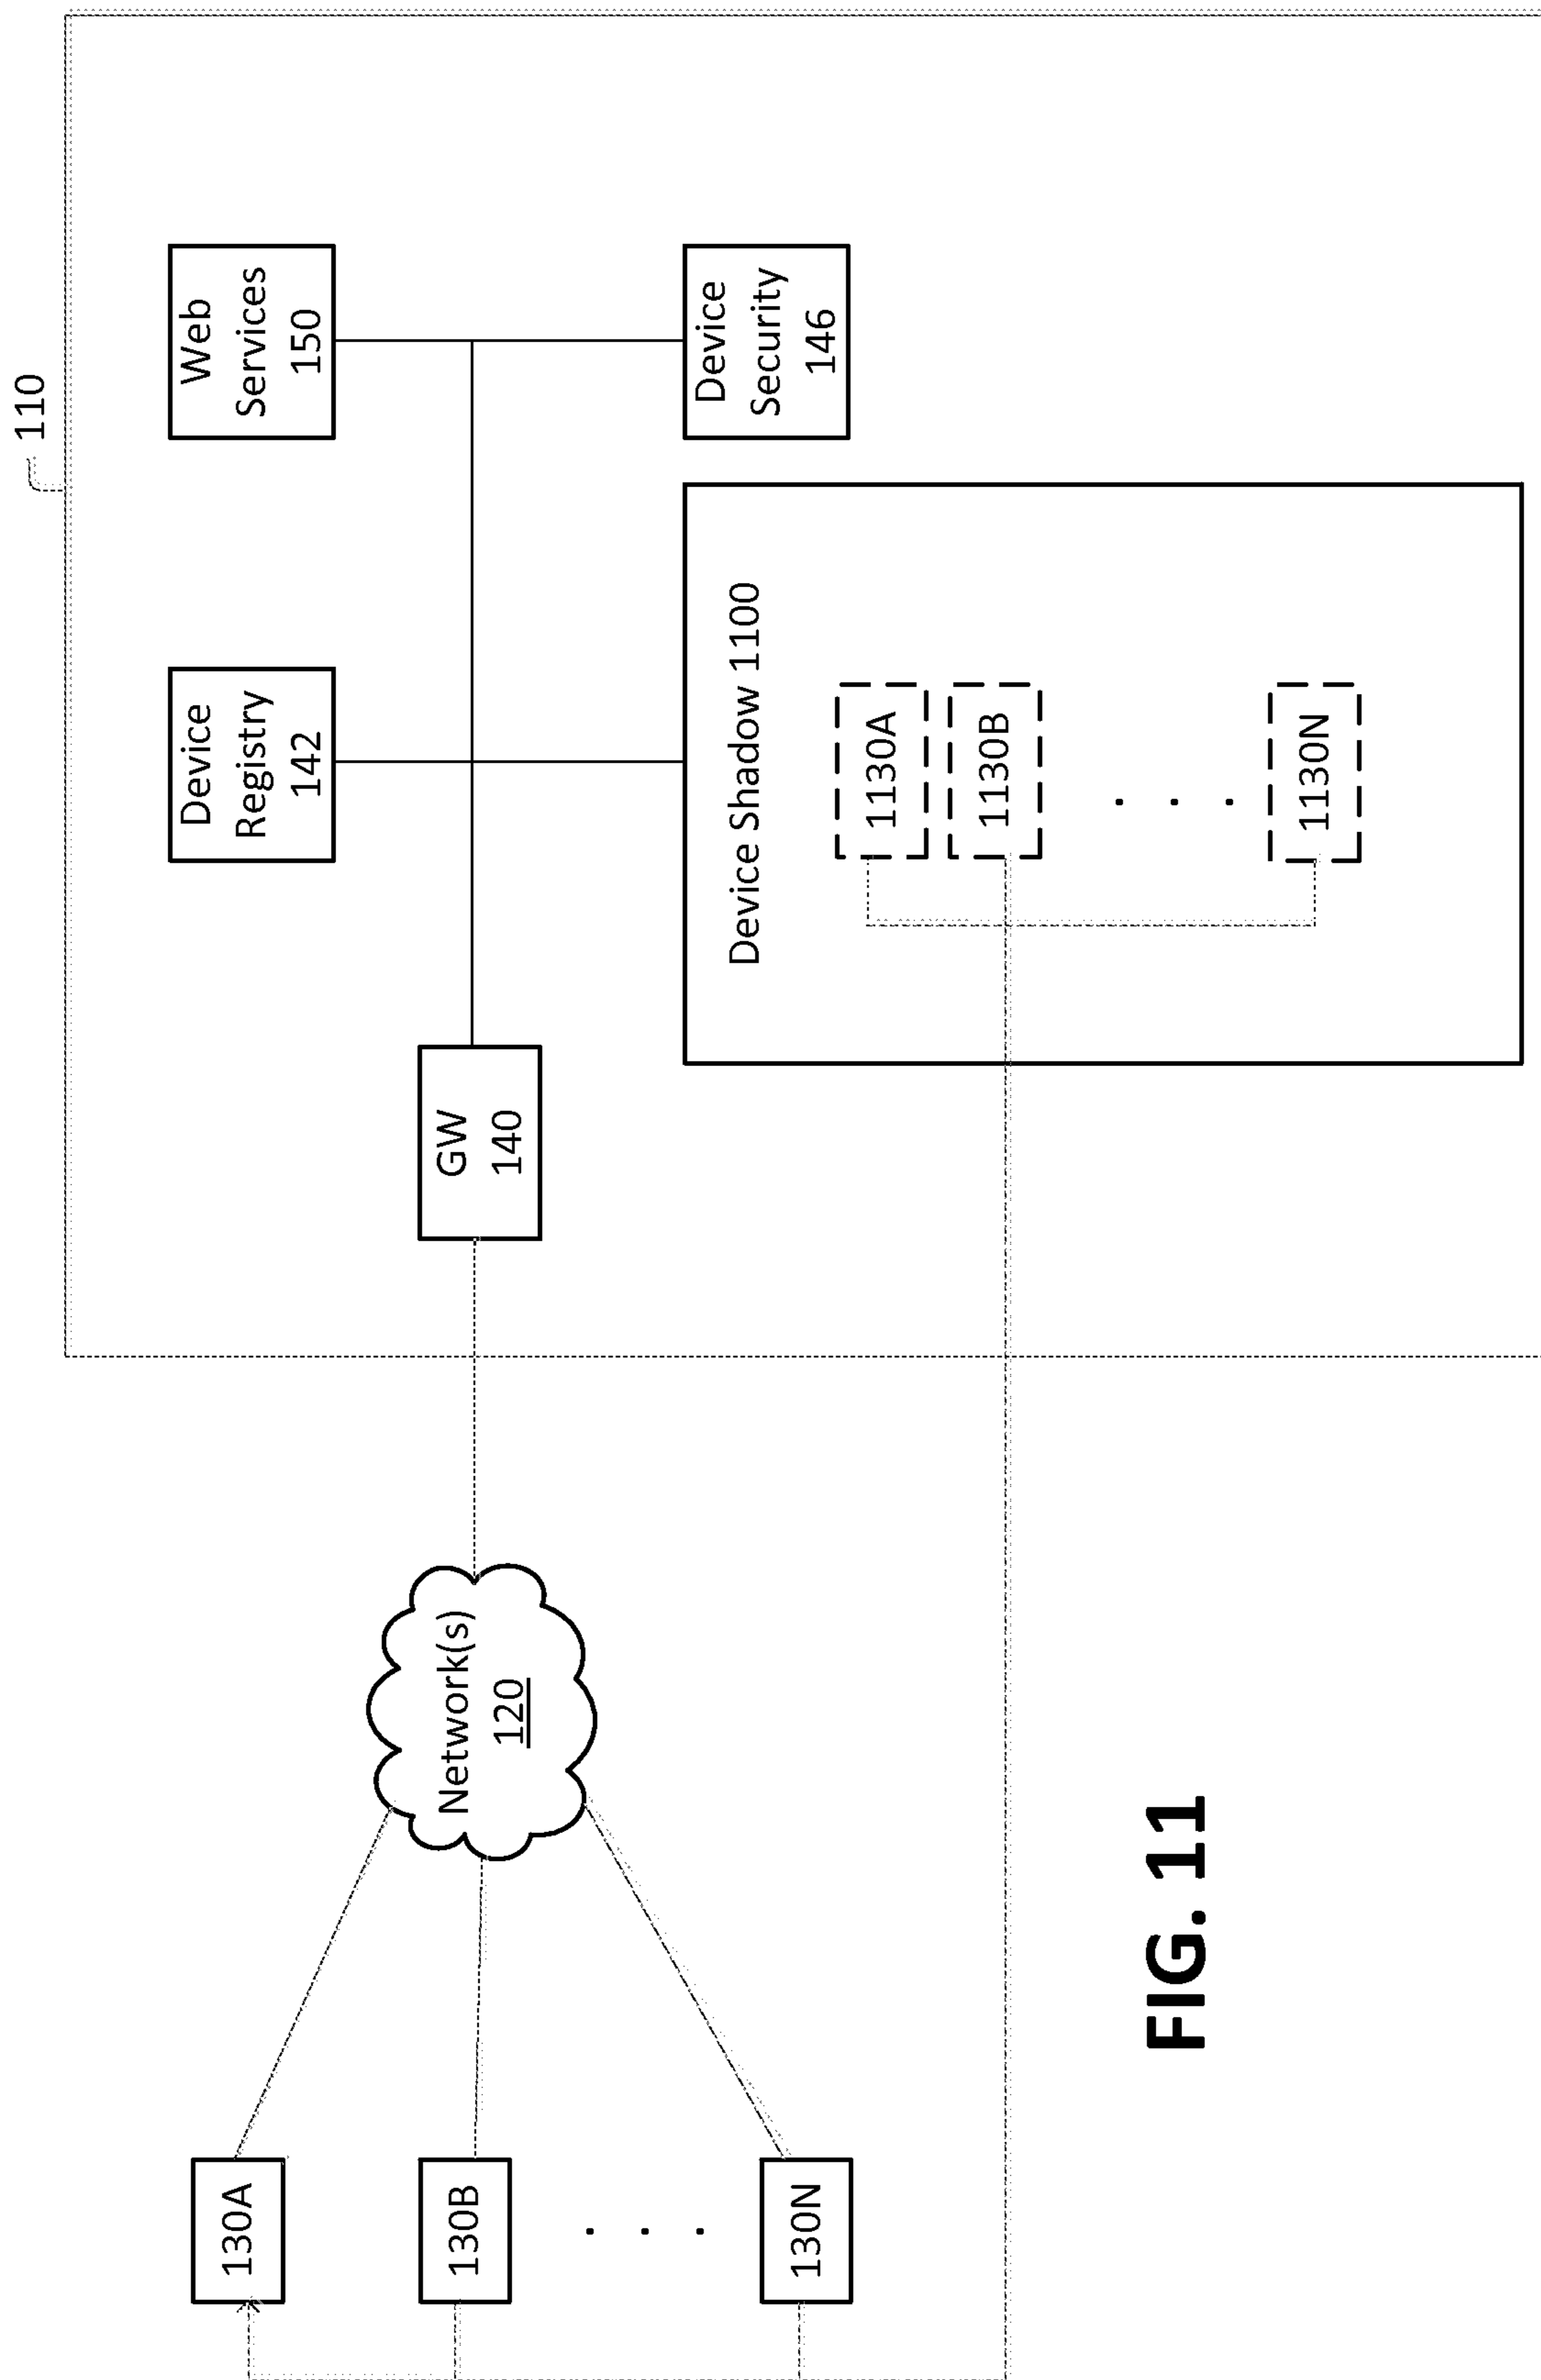 110
Web
Services
150
Device
Registry
142
Device
Security
146
GW
140
Device Shadow 1100
1130A
1130B
. . .
1130N
Network(s)
120
130A
130B
. . .
130N
FIG. 11